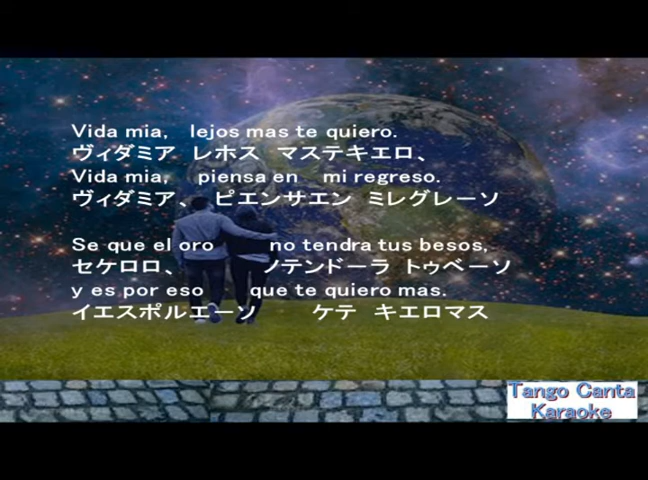 Vida mia, lejos mas te quiero.
ヴィダミア レホス マステキエロ、
Vida mia, piensa en mi regreso.
ヴィダミア、 ピエンサエン ミレグレーソ
Se que el oro no tendra tus besos,
セケロロ、 ノテンドーラ トゥベーソ
y es por eso que te quiero mas.
イエスポルエーソ ケテ キエロマス
Tango Canta
Karaoke